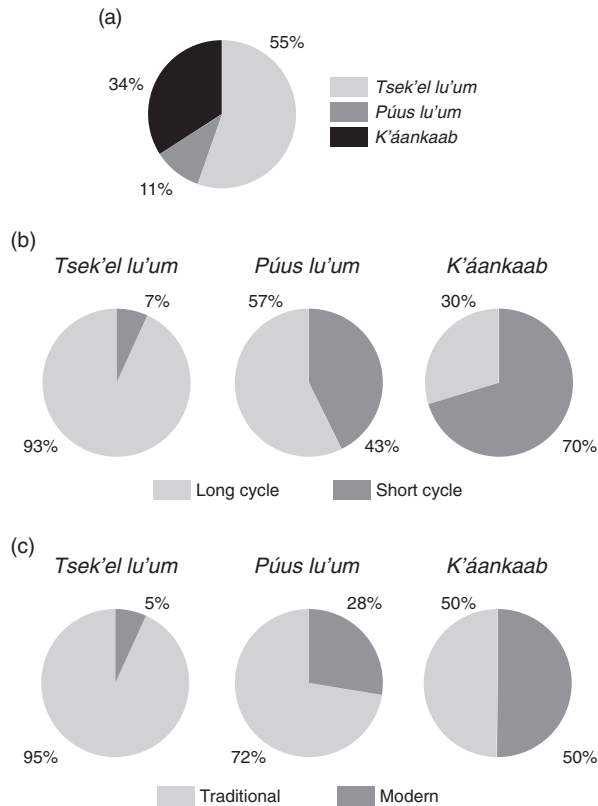 (a)
55%
34%
11%
Tsek'el lu'um
Púus lu'um
K'áankaab
(b)
Tsek'el lu'um Púus lu'um K'áankaab
7% 57% 30%
93% 43% 70%
Long cycle Short cycle
(c)
Tsek'el lu'um Púus lu'um K'áankaab
5% 28% 50%
95% 72% 50%
Traditional Modern